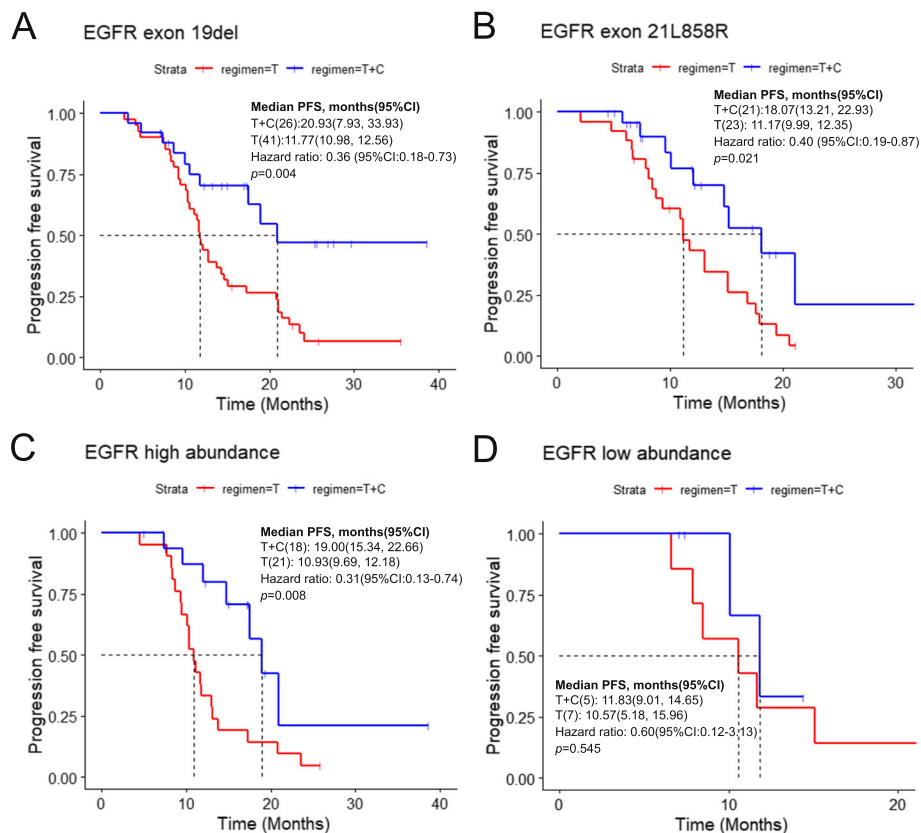 A
EGFR exon 19del
Strata regimen=T regimen=T+C
Median PFS, months(95%CI)
T+C(26):20.93(7.93, 33.93)
T(41):11.77(10.98, 12.56)
Hazard ratio: 0.36 (95%CI:0.18-0.73)
p=0.004
Progression free survival
1.00
0.75
0.50
0.25
0.00
0 10 20 30 40
Time (Months)
B
EGFR exon 21L858R
Strata regimen=T regimen=T+C
Median PFS, months(95%CI)
T+C(21):18.07(13.21, 22.93)
T(23): 11.17(9.99, 12.35)
Hazard ratio: 0.40 (95%CI:0.19-0.87)
p=0.021
Progression free survival
1.00
0.75
0.50
0.25
0.00
0 10 20 30
Time (Months)
C
EGFR high abundance
Strata regimen=T regimen=T+C
Median PFS, months(95%CI)
T+C(18): 19.00(15.34, 22.66)
T(21): 10.93(9.69, 12.18)
Hazard ratio: 0.31(95%CI:0.13-0.74)
p=0.008
Progression free survival
1.00
0.75
0.50
0.25
0.00
0 10 20 30 40
Time (Months)
D
EGFR low abundance
Strata regimen=T regimen=T+C
Progression free survival
1.00
0.75
0.50
0.25
0.00
Median PFS, months(95%CI)
T+C(5): 11.83(9.01, 14.65)
T(7): 10.57(5.18, 15.96)
Hazard ratio: 0.60(95%CI:0.12-3.13)
p=0.545
0 10 20
Time (Months)